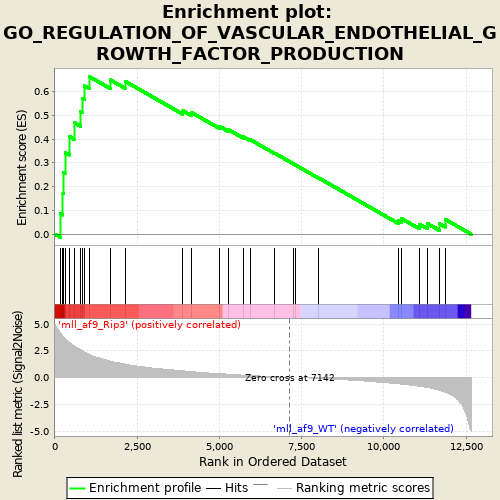 Enrichment plot:
GO_REGULATION_OF_VASCULAR_ENDOTHELIAL_G
ROWTH_FACTOR_PRODUCTION
Enrichment score (ES)
0.6
0.5
0.4
0.3
0.2
0.1
0.0
Ranked list metric (Signal2Noise)
5.0
2.5
0.0
-2.5
-5.0
'mll_af9_Rip3' (positively correlated)
Zero cross at 7142
'mll_af9_WT' (negatively correlated)
0
2,500
5,000
7,500
10,000
12,500
Rank in Ordered Dataset
Enrichment profile
Hits
Ranking metric scores